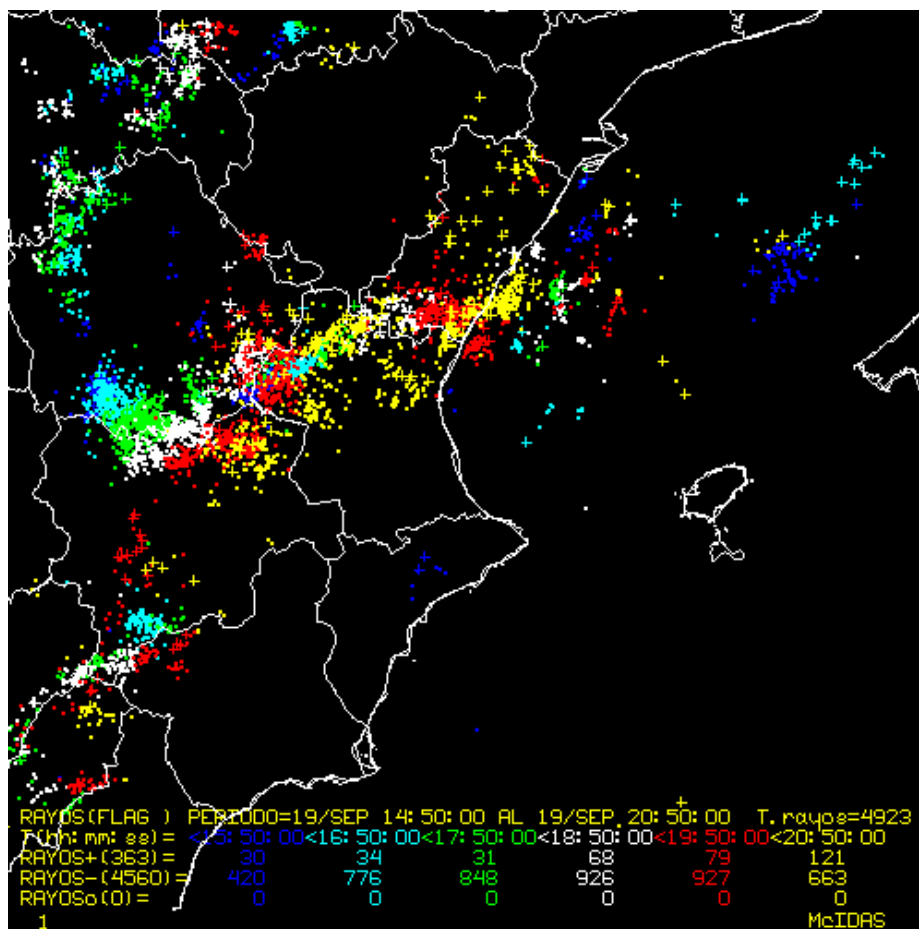 RAYOS(FLAG ) PERIODO=19/SEP 14:50:00 AL 19/SEP.20:50:00 T.rayos=4923
T(hh:mm:ss)= <15:50:00<16:50:00<17:50:00<18:50:00<19:50:00<20:50:00
RAYOS+(363)= 30 34 31 68 79 121
RAYOS-(4560)= 420 776 848 926 927 663
RAYOSo(0)= 0 0 0 0 0 0
1 McIDAS